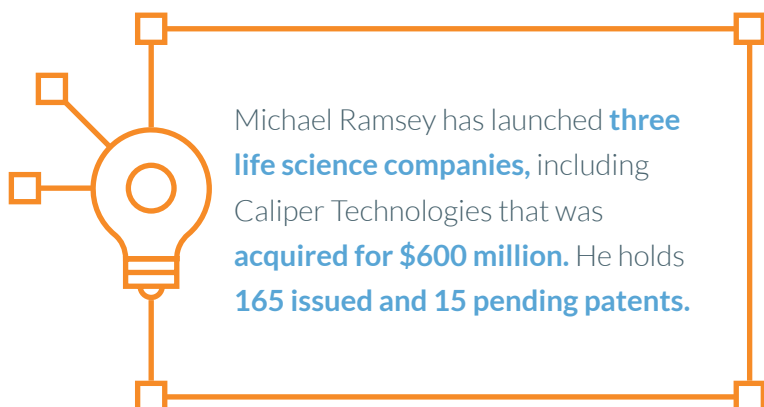 Michael Ramsey has launched three
life science companies, including
Caliper Technologies that was
acquired for $600 million. He holds
165 issued and 15 pending patents.